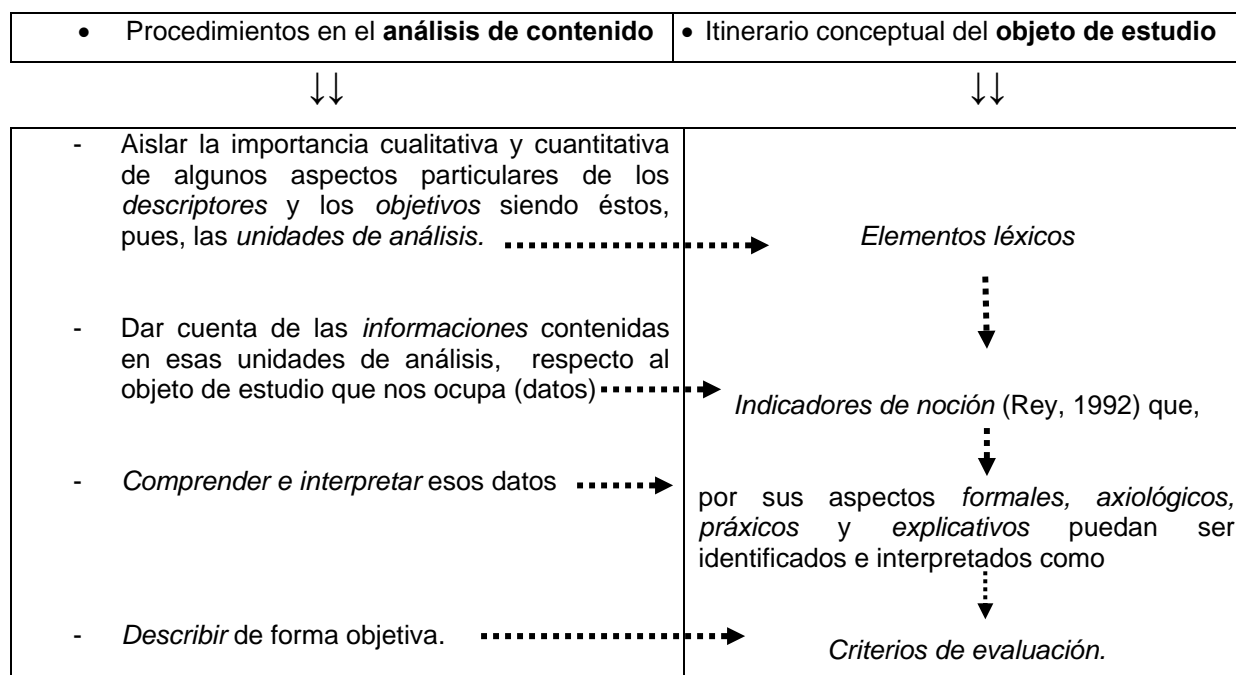 • Procedimientos en el análisis de contenido
• Itinerario conceptual del objeto de estudio
↓↓
↓↓
- Aislar la importancia cualitativa y cuantitativa
de algunos aspectos particulares de los
descriptores y los objetivos siendo éstos,
pues, las unidades de análisis.
- Dar cuenta de las informaciones contenidas
en esas unidades de análisis, respecto al
objeto de estudio que nos ocupa (datos)
- Comprender e interpretar esos datos
- Describir de forma objetiva.
Elementos léxicos
Indicadores de noción (Rey, 1992) que,
por sus aspectos formales, axiológicos,
práxicos y explicativos puedan ser
identificados e interpretados como
Criterios de evaluación.